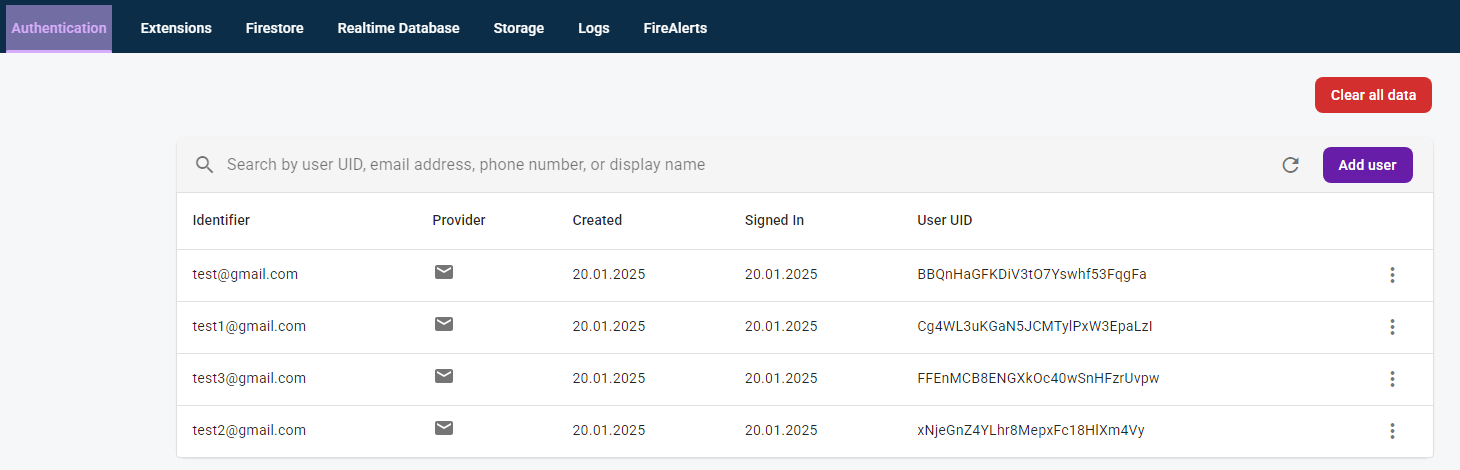 Authentication Extensions Firestore Realtime Database Storage Logs FireAlerts
Clear all data
Search by user UID, email address, phone number, or display name Add user
Identifier Provider Created Signed In User UID
test@gmail.com 20.01.2025 20.01.2025 BBQnHaGFKDiV3tO7Yswhf53FqgFa
test1@gmail.com 20.01.2025 20.01.2025 Cg4WL3uKGaN5JCMTylPxW3EpaLzI
test3@gmail.com 20.01.2025 20.01.2025 FFEnMCB8ENGXkOc40wSnHFzrUvpw
test2@gmail.com 20.01.2025 20.01.2025 xNjeGnZ4YLhr8MepxFc18HlXm4Vy